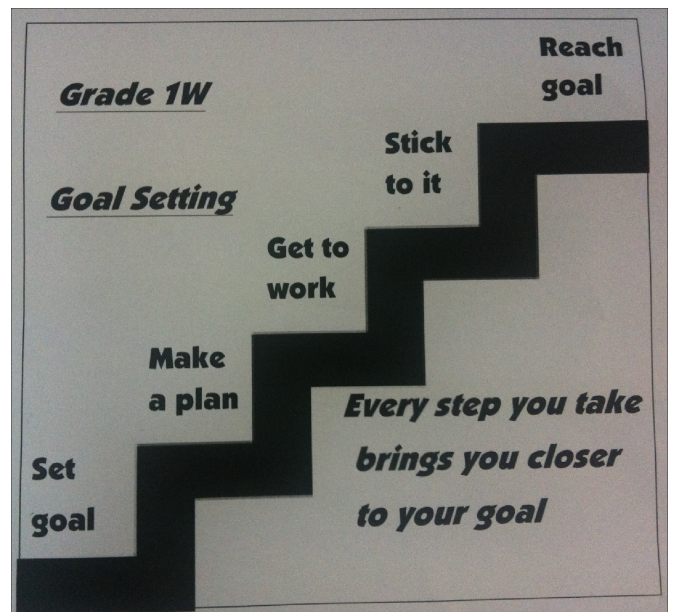 Grade 1W
Goal Setting
Set
goal
Make
a plan
Get to
work
Stick
to it
Reach
goal
Every step you take
brings you closer
to your goal